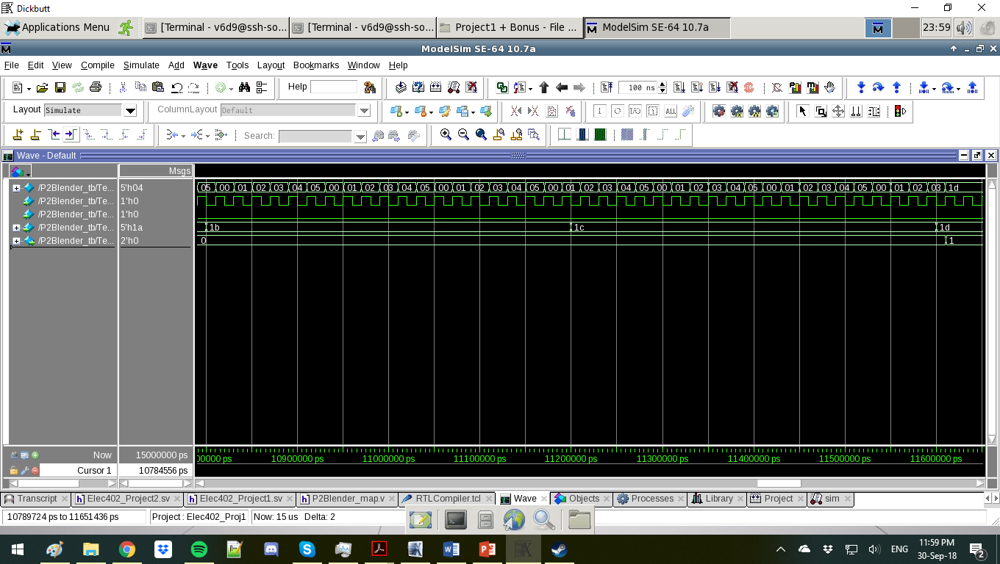 Dickbutt
Applications Menu [Terminal - v6d9@ssh-so... [Terminal - v6d9@ssh-so... Project1 + Bonus - File ... ModelSim SE-64 10.7a 23:59
ModelSim SE-64 10.7a
File Edit View Compile Simulate Add Wave Tools Layout Bookmarks Window Help
Help 100 ns
Layout Simulate ColumnLayout Default
Search:
Wave - Default
Msgs
/P2Blender_tb/Te... 5'h04 05 00 01 02 03 04 05 00 01 02 03 04 05 00 01 02 03 04 05 00 01 02 03 04 05 00 01 02 03 04 05 00 01 02 03 04 05 00 01 02 03 1d
/P2Blender_tb/Te... 1'h0
/P2Blender_tb/Te... 1'h0
/P2Blender_tb/Te... 5'h1a 1b 1c 1d
/P2Blender_tb/Te... 2'h0 0 1
Now 15000000 ps 00000 ps 10900000 ps 11000000 ps 11100000 ps 11200000 ps 11300000 ps 11400000 ps 11500000 ps 11600000 ps
Cursor 1 10784556 ps
Transcript Elec402_Project2.sv Elec402_Project1.sv P2Blender_map.v RTLCompiler.tcl Wave Objects Processes Library Project sim
10789724 ps to 11651436 ps Project : Elec402_Proj1 Now: 15 us Delta: 2
ENG 11:59 PM
30-Sep-18 2